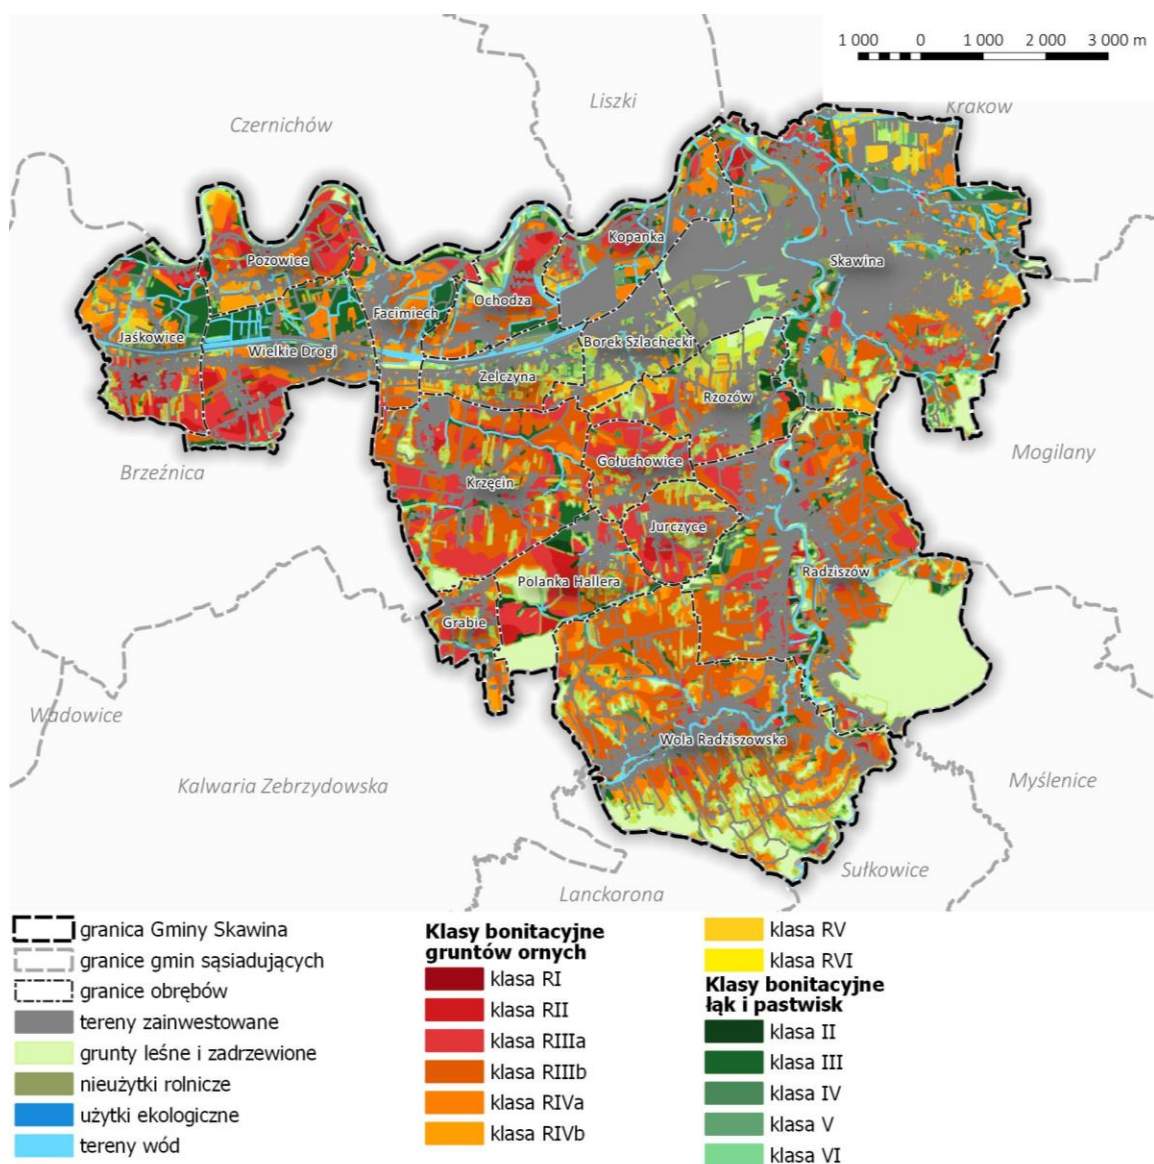 1 000 0 1 000 2 000 3 000 m
Liszki
Kraków
Czernichów
Kopanka
Pozowice
Skawina
Ochodza
Facimiech
Jaśkowice
Borek Szlachecki
Wielkie Drogi
Zelczyna
Rzozów
Mogilany
Brzeźnica
Gołuchowice
Krzęcin
Jurczyce
Radziszów
Polanka Hallera
Grabie
Wadowice
Wola Radziszowska
Kalwaria Zebrzydowska
Myślenice
Sułkowice
Lanckorona
granica Gminy Skawina
granice gmin sąsiadujących
granice obrębów
tereny zainwestowane
grunty leśne i zadrzewione
nieużytki rolnicze
użytki ekologiczne
tereny wód
Klasy bonitacyjne
gruntów ornych
klasa RI
klasa RII
klasa RIIIa
klasa RIIIb
klasa RIVa
klasa RIVb
klasa RV
klasa RVI
Klasy bonitacyjne
łąk i pastwisk
klasa II
klasa III
klasa IV
klasa V
klasa VI